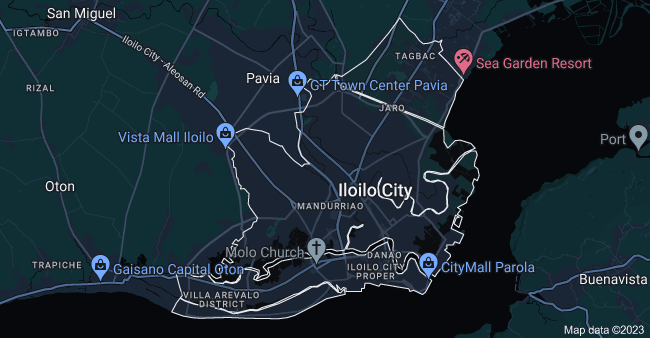 San Miguel
IGTAMBO
Iloilo City - Aleosan Rd
TAGBAC
Sea Garden Resort
Pavia
GT Town Center Pavia
RIZAL
JARO
Vista Mall Iloilo
Port
Oton
Iloilo City
MANDURRIAO
Molo Church
DANAO
TRAPICHE
Gaisano Capital Oton
ILOILO CITY
PROPER
CityMall Parola
Buenavista
VILLA AREVALO
DISTRICT
Map data ©2023